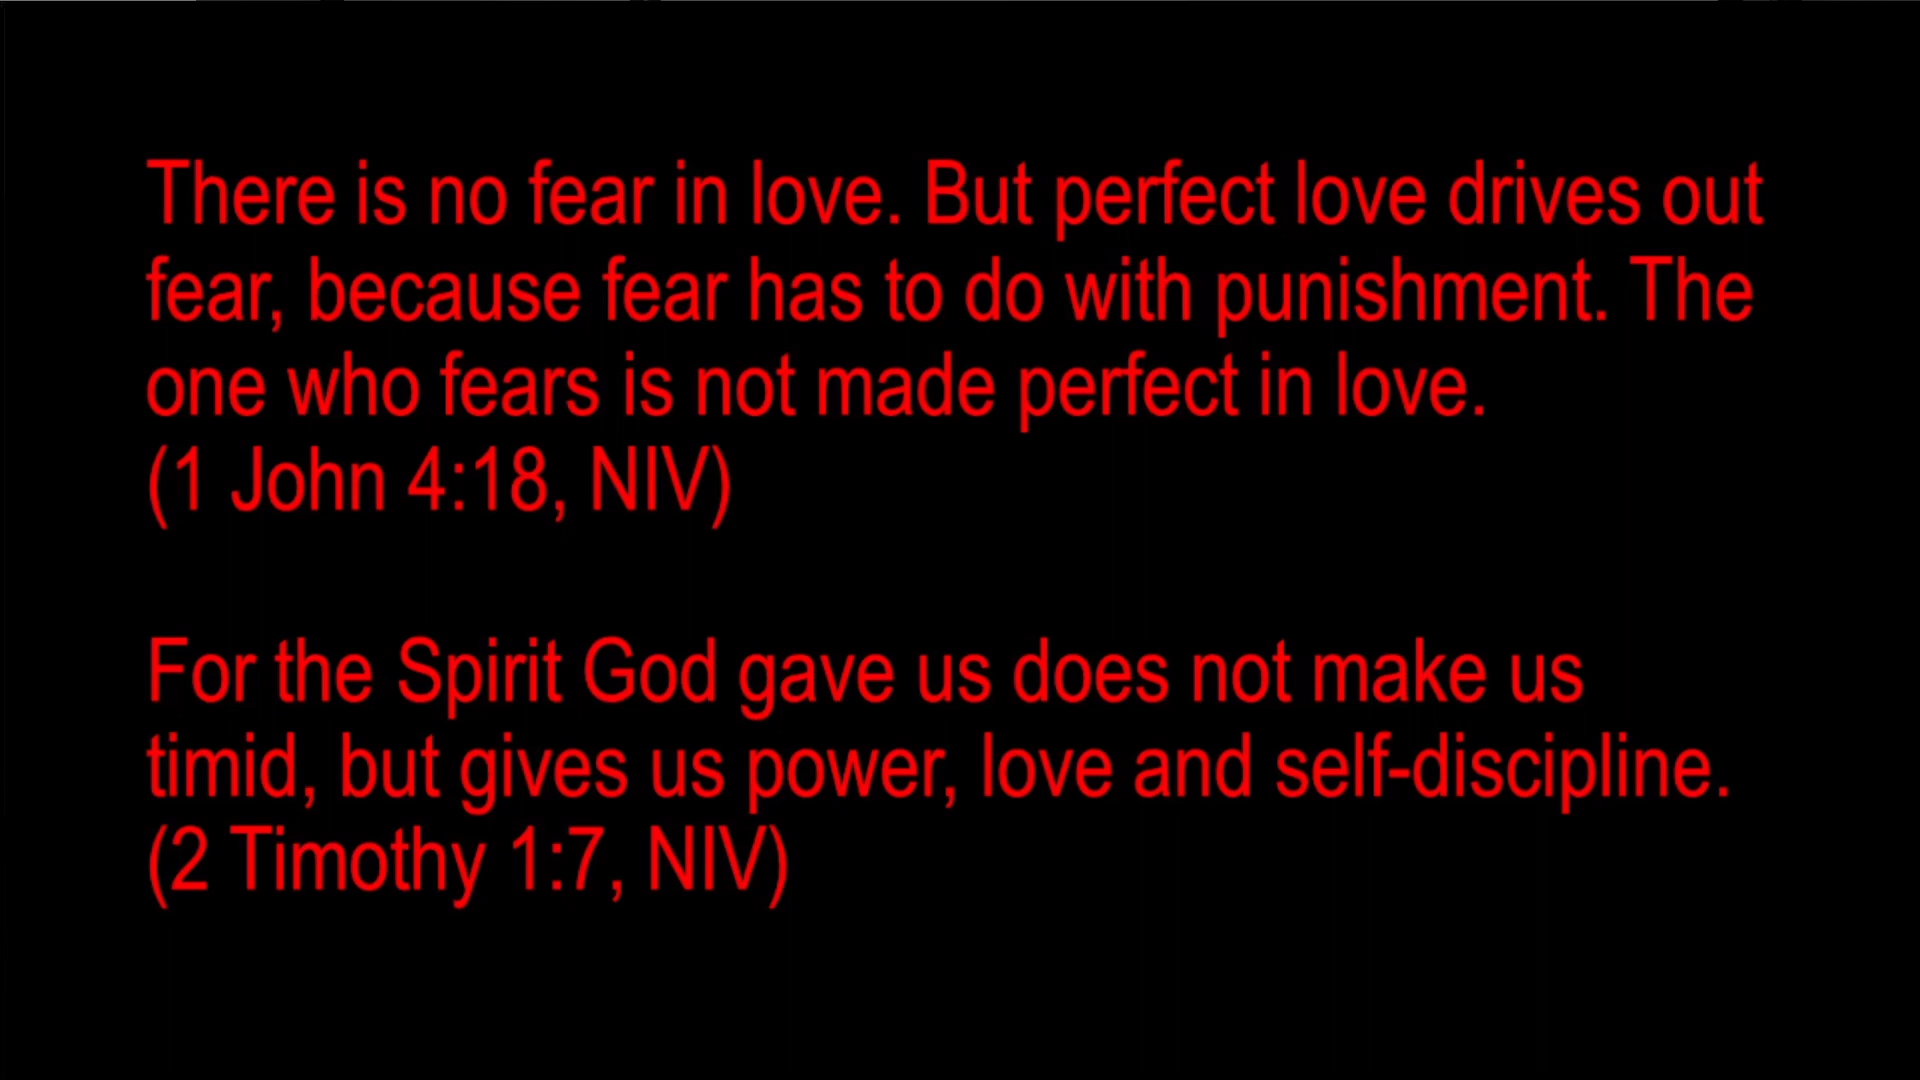 There is no fear in love. But perfect love drives out
fear, because fear has to do with punishment. The
one who fears is not made perfect in love.
(1 John 4:18, NIV)
For the Spirit God gave us does not make us
timid, but gives us power, love and self-discipline.
(2 Timothy 1:7, NIV)